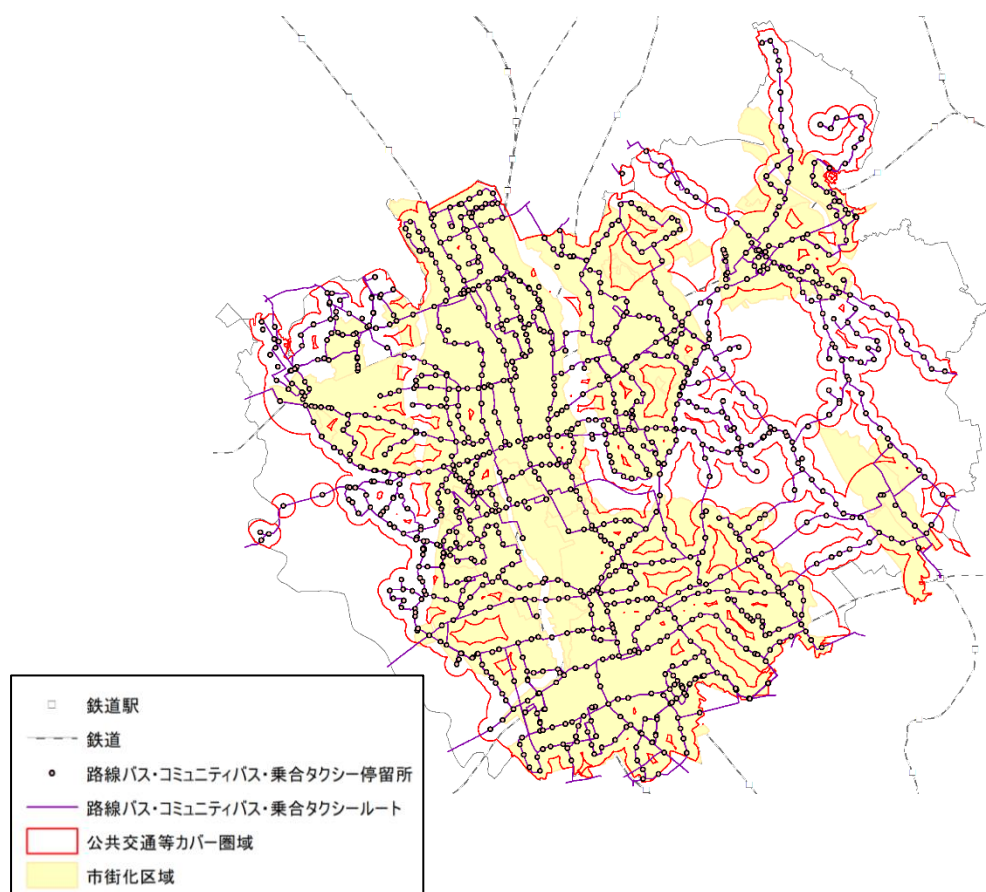 鉄道駅
鉄道
路線バス・コミュニティバス・乗合タクシー停留所
路線バス・コミュニティバス・乗合タクシールート
公共交通等カバー圏域
市街化区域